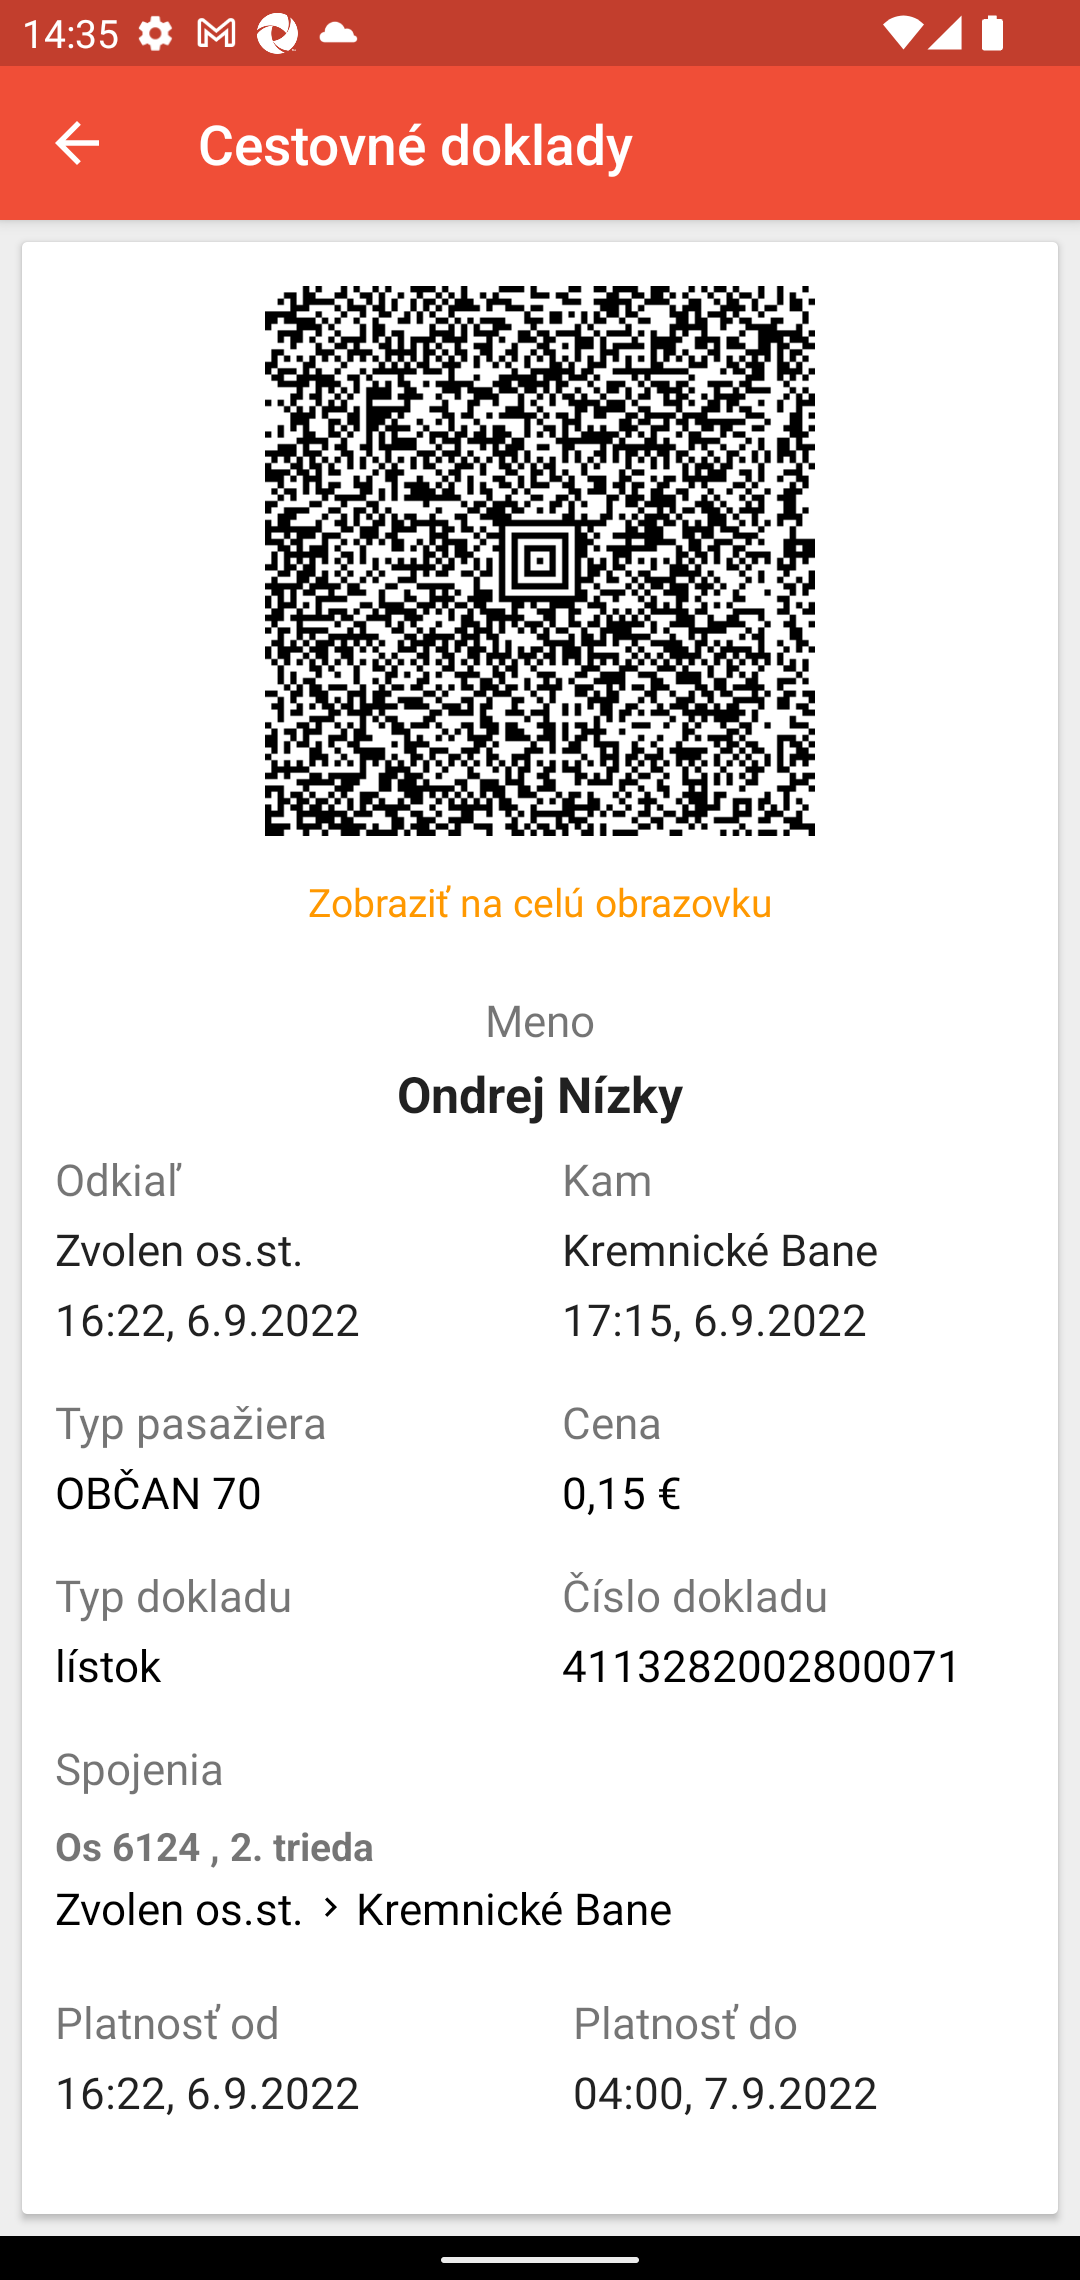 14:35
Cestovné doklady
Zobraziť na celú obrazovku
Meno
Ondrej Nízky
Odkiaľ
Kam
Zvolen os.st.
Kremnické Bane
16:22, 6.9.2022
17:15, 6.9.2022
Typ pasažiera
Cena
OBČAN 70
0,15 €
Typ dokladu
Číslo dokladu
lístok
4113282002800071
Spojenia
Os 6124 , 2. trieda
Zvolen os.st. > Kremnické Bane
Platnosť od
Platnosť do
16:22, 6.9.2022
04:00, 7.9.2022